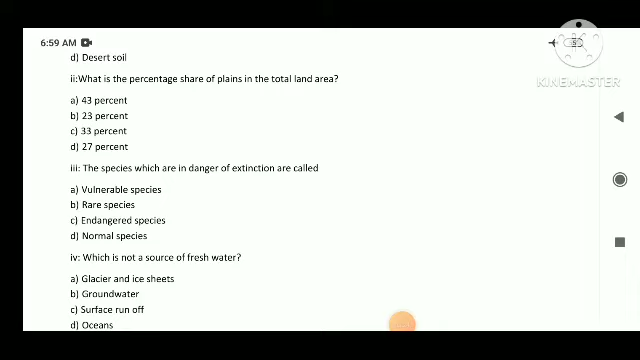 6:59 AM
KINEMASTER
d) Desert soil
ii:What is the percentage share of plains in the total land area?
a) 43 percent
b) 23 percent
c) 33 percent
d) 27 percent
iii: The species which are in danger of extinction are called
a) Vulnerable species
b) Rare species
c) Endangered species
d) Normal species
iv: Which is not a source of fresh water?
a) Glacier and ice sheets
b) Groundwater
c) Surface run off
d) Oceans